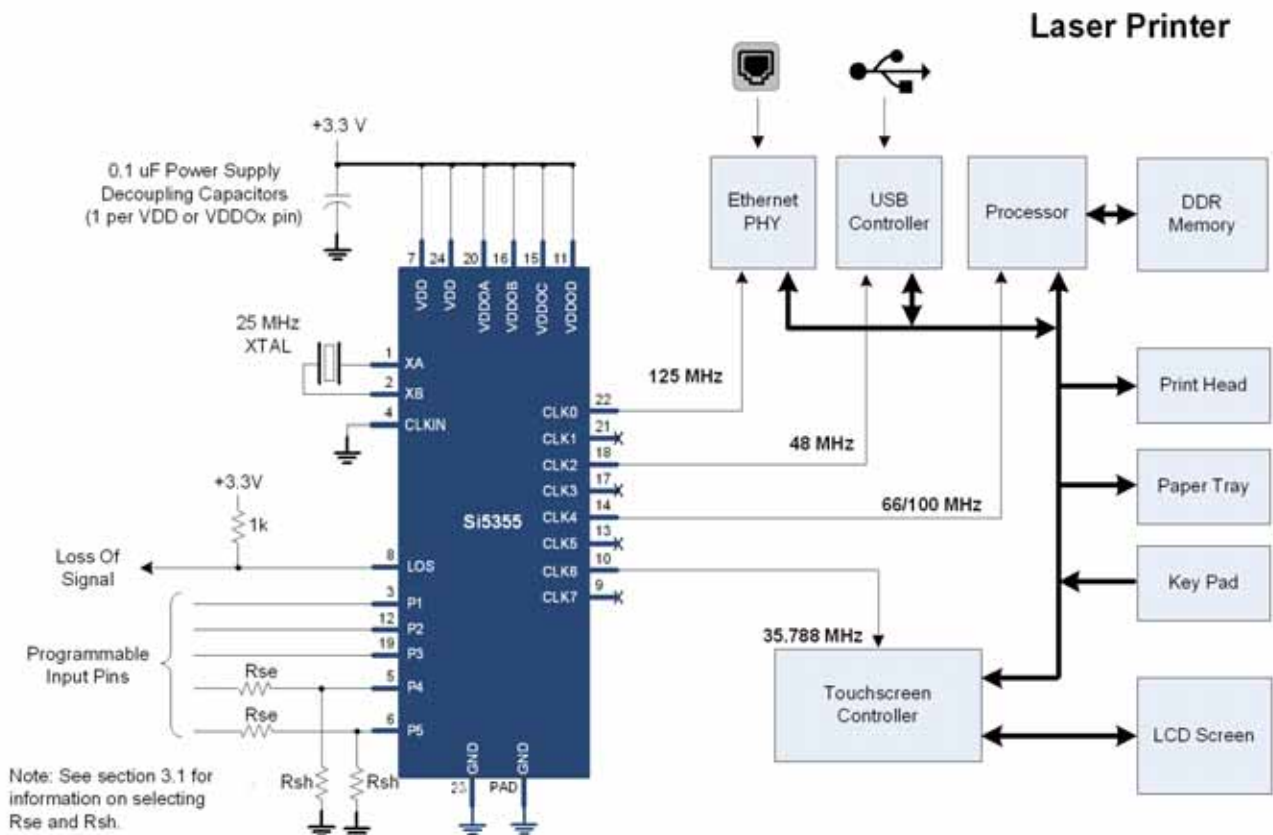 Laser Printer
+3.3 V
0.1 uF Power Supply
Decoupling Capacitors
(1 per VDD or VDDOx pin)
7
24
20
16
15
11
VDD
VDD
VDDOA
VDDOB
VDDOC
VDDOD
25 MHz
XTAL
1
XA
2
XB
4
CLKIN
+3.3V
1k
Loss Of
Signal
8
LOS
Programmable
Input Pins
3
P1
12
P2
19
P3
Rse
5
P4
Rse
6
P5
Rsh
Rsh
Note: See section 3.1 for
information on selecting
Rse and Rsh.
Si5355
GND
23
GND
PAD
CLK0
22
CLK1
21
CLK2
18
CLK3
17
CLK4
14
CLK5
13
CLK6
10
CLK7
9
125 MHz
48 MHz
66/100 MHz
35.788 MHz
Ethernet
PHY
USB
Controller
Processor
DDR
Memory
Print Head
Paper Tray
Key Pad
Touchscreen
Controller
LCD Screen